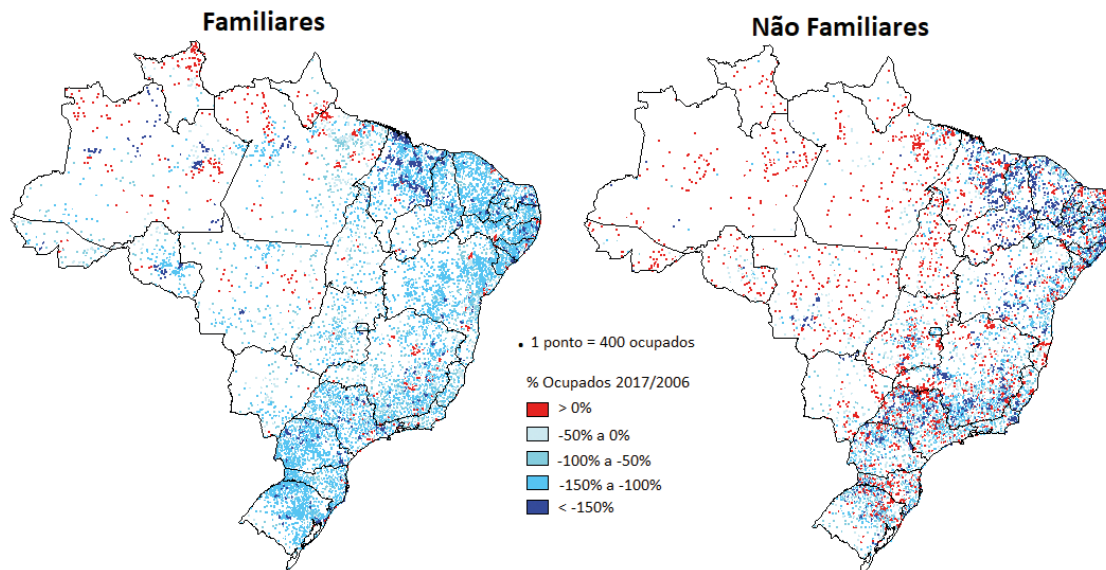 Familiares
Não Familiares
1 ponto = 400 ocupados
% Ocupados 2017/2006
> 0%
-50% a 0%
-100% a -50%
-150% a -100%
< -150%